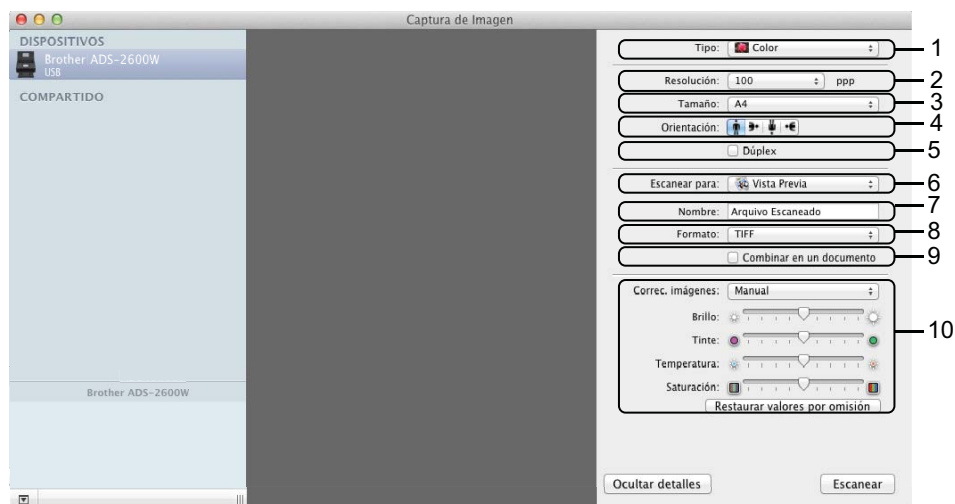 Captura de Imagen
DISPOSITIVOS
Brother ADS-2600W
USB
COMPARTIDO
Brother ADS-2600W
Tipo: Color 1
Resolución: 100 ppp 2
Tamaño: A4 3
Orientación: 4
Dúplex 5
Escanear para: Vista Previa 6
Nombre: Arquivo Escaneado 7
Formato: TIFF 8
Combinar en un documento 9
Correc. imágenes: Manual
Brillo:
Tinte: 10
Temperatura:
Saturación:
Restaurar valores por omisión
Ocultar detalles Escanear